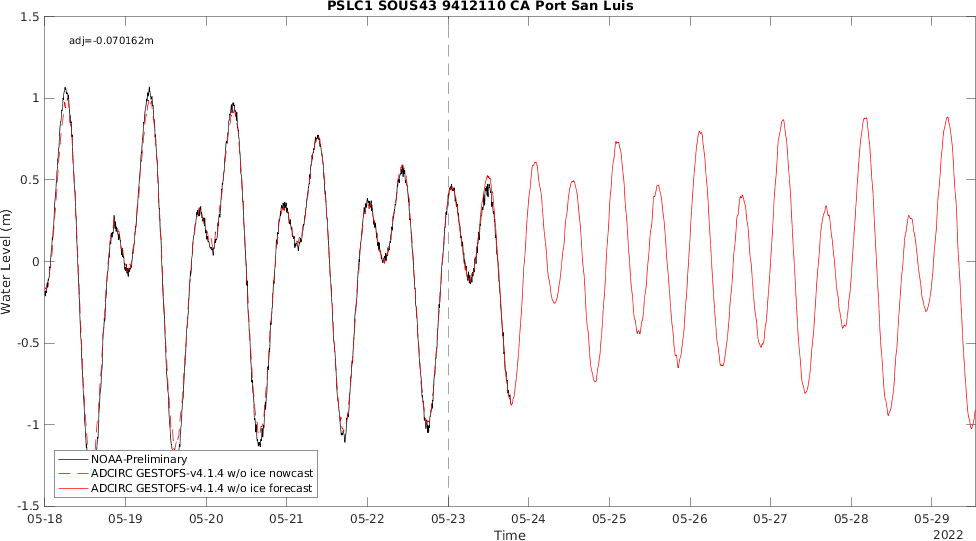 PSLC1 SOUS43 9412110 CA Port San Luis
adj=-0.070162m
1.5
1
0.5
0
-0.5
-1
-1.5
Water Level (m)
NOAA-Preliminary
ADCIRC GESTOFS-v4.1.4 w/o ice nowcast
ADCIRC GESTOFS-v4.1.4 w/o ice forecast
05-18 05-19 05-20 05-21 05-22 05-23 05-24 05-25 05-26 05-27 05-28 05-29
Time
2022